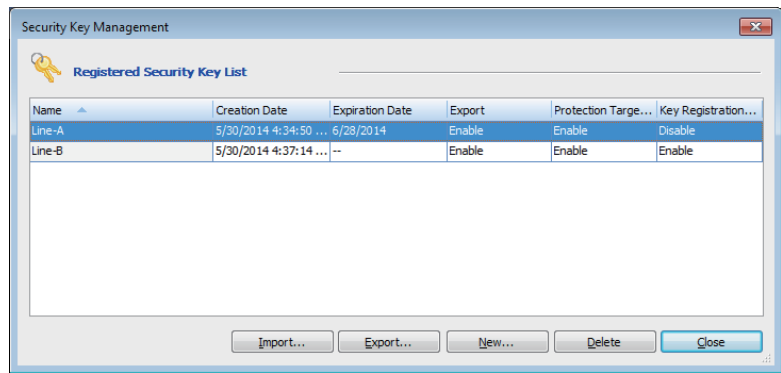 Security Key Management
Registered Security Key List
Name Creation Date Expiration Date Export Protection Targe... Key Registration...
Line-A 5/30/2014 4:34:50 ... 6/28/2014 Enable Enable Disable
Line-B 5/30/2014 4:37:14 ... -- Enable Enable Enable
Import... Export... New... Delete Close